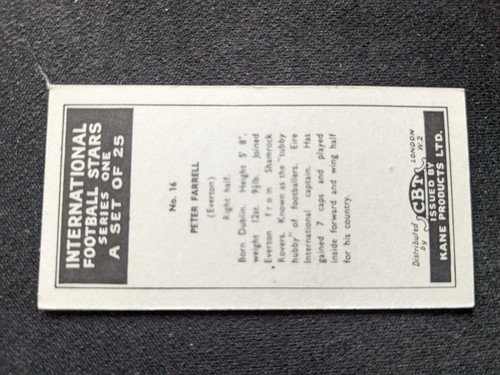 INTERNATIONAL
FOOTBALL STARS
SERIES ONE
A SET OF 25
No. 16
PETER FARRELL
(Everton)
Right half.
Born Dublin. Height 5' 8",
weight 12st. 9½lb. Joined
Everton from Shamrock
Rovers. Known as the "tubby
hubby" of footballers. Eire
International captain. Has
gained 7 caps and played
inside forward and wing half
for his country.
Distributed by CBT LONDON W.2
ISSUED BY
KANE PRODUCTS LTD.